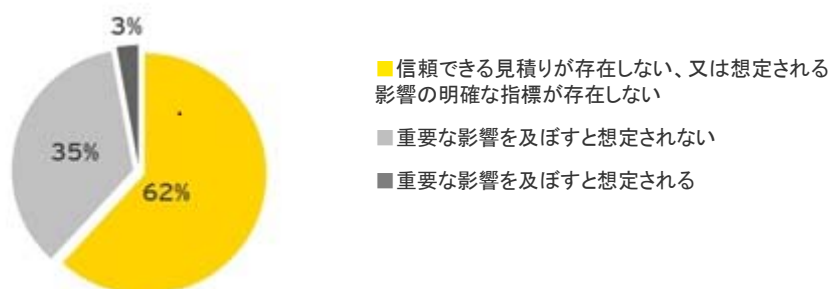 3%
35%
62%
■信頼できる見積りが存在しない、又は想定される
影響の明確な指標が存在しない
■重要な影響を及ぼすと想定されない
■重要な影響を及ぼすと想定される